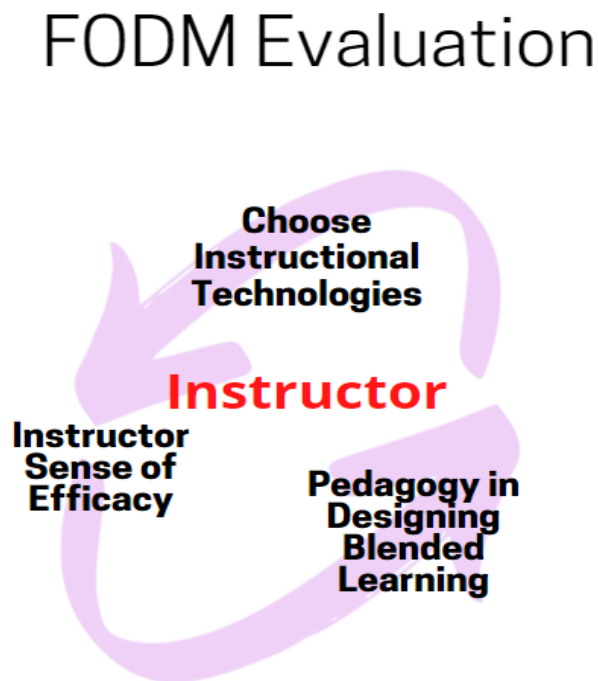 FODM Evaluation
Choose
Instructional
Technologies
Instructor
Instructor
Sense of
Efficacy
Pedagogy in
Designing
Blended
Learning